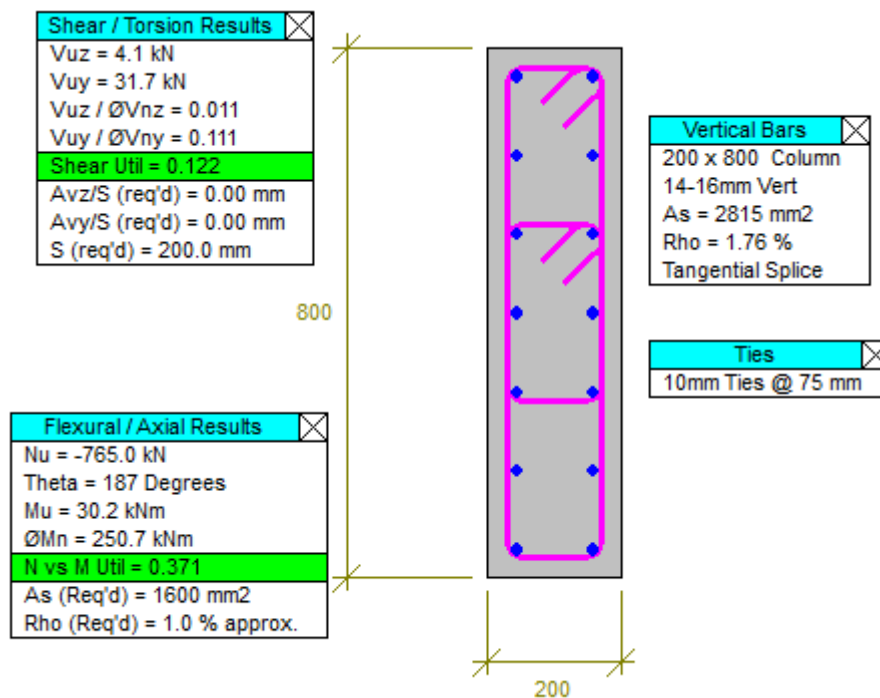 Shear / Torsion Results
Vuz = 4.1 kN
Vuy = 31.7 kN
Vuz / ØVnz = 0.011
Vuy / ØVny = 0.111
Shear Util = 0.122
Avz/S (req'd) = 0.00 mm
Avy/S (req'd) = 0.00 mm
S (req'd) = 200.0 mm
Vertical Bars
200 x 800 Column
14-16mm Vert
As = 2815 mm2
Rho = 1.76 %
Tangential Splice
800
Ties
10mm Ties @ 75 mm
Flexural / Axial Results
Nu = -765.0 kN
Theta = 187 Degrees
Mu = 30.2 kNm
ØMn = 250.7 kNm
N vs M Util = 0.371
As (Req'd) = 1600 mm2
Rho (Req'd) = 1.0 % approx.
200